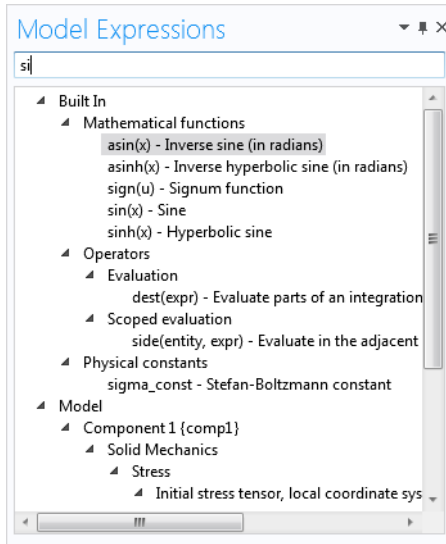 Model Expressions
si
Built In
Mathematical functions
asin(x) - Inverse sine (in radians)
asinh(x) - Inverse hyperbolic sine (in radians)
sign(u) - Signum function
sin(x) - Sine
sinh(x) - Hyperbolic sine
Operators
Evaluation
dest(expr) - Evaluate parts of an integration
Scoped evaluation
side(entity, expr) - Evaluate in the adjacent
Physical constants
sigma_const - Stefan-Boltzmann constant
Model
Component 1 {comp1}
Solid Mechanics
Stress
Initial stress tensor, local coordinate sys